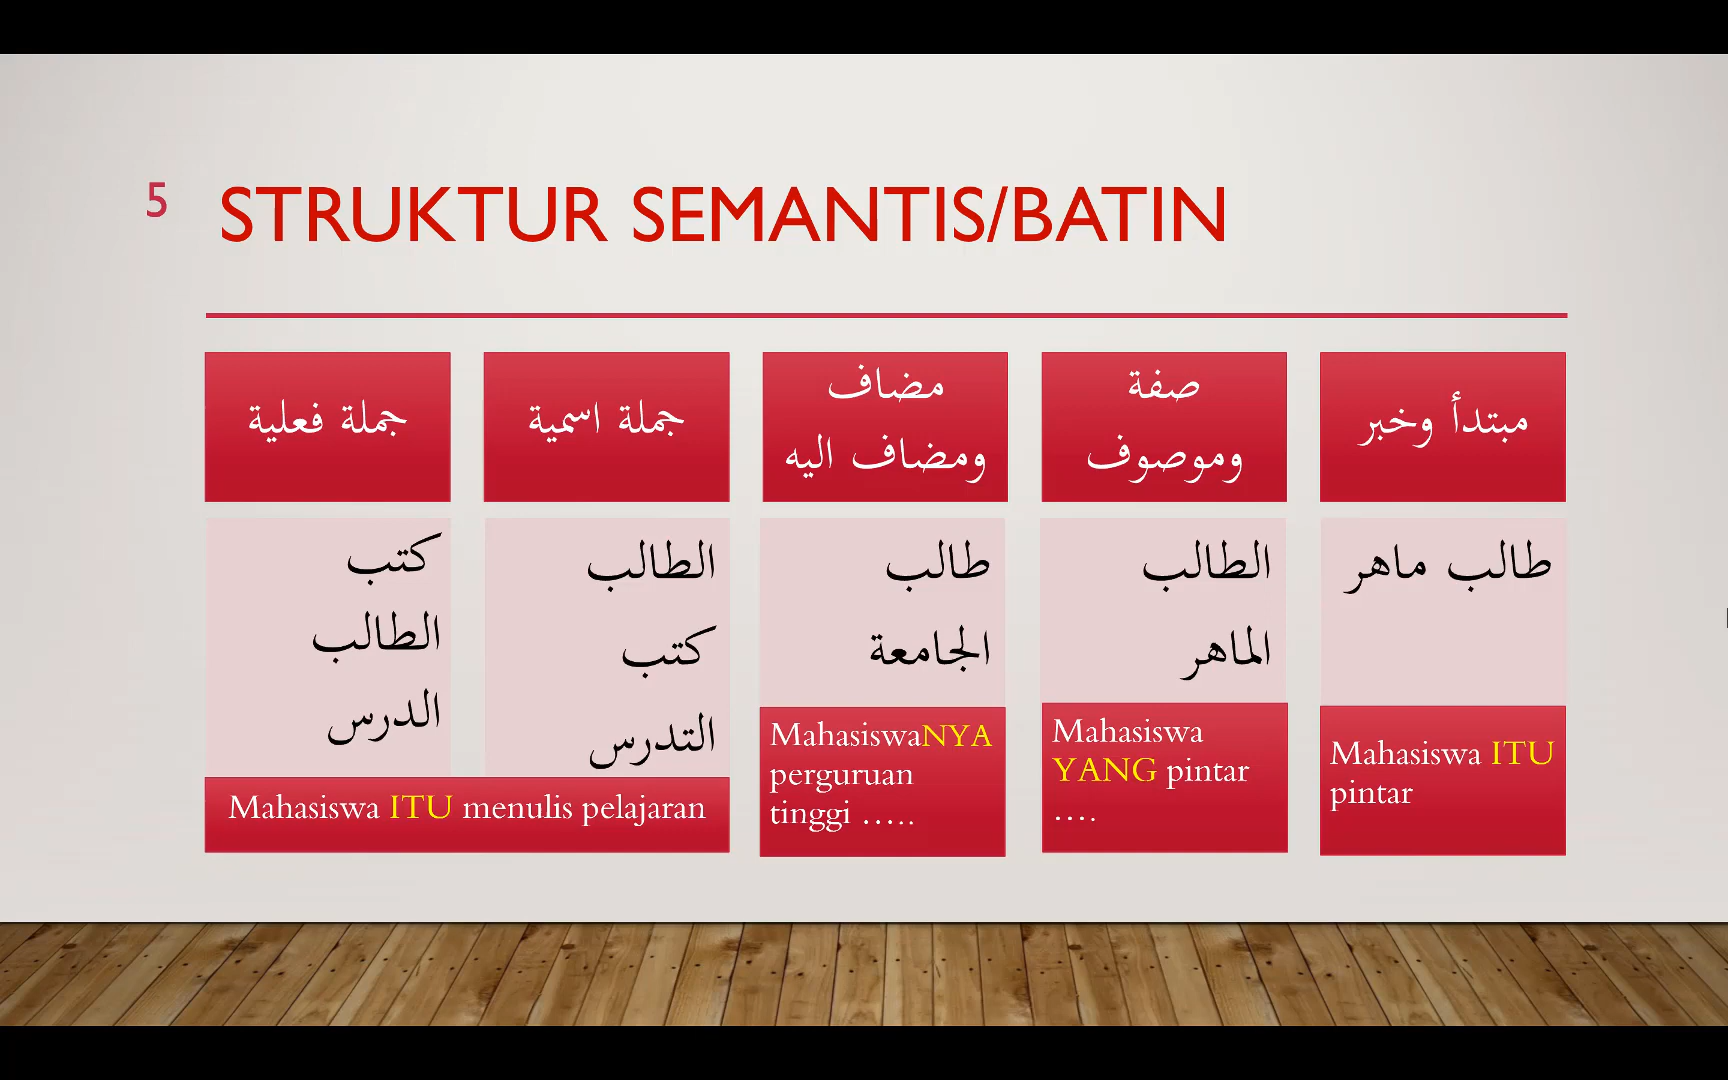 5
STRUKTUR SEMANTIS/BATIN
مبتدأ وخبر
طالب ماهر
Mahasiswa ITU
pintar
صفة
وموصوف
الطالب
الماهر
Mahasiswa
YANG pintar
....
مضاف
ومضاف اليه
طالب
الجامعة
MahasiswaNYA
perguruan
tinggi .....
جملة اسمية
الطالب
كتب
التدرس
جملة فعلية
كتب
الطالب
الدرس
Mahasiswa ITU menulis pelajaran